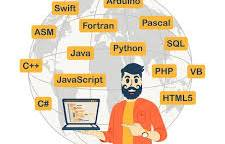 Arduino
Swift
Fortran
Pascal
ASM
Java
Python
SQL
C++
JavaScript
PHP
VB
C#
HTML5